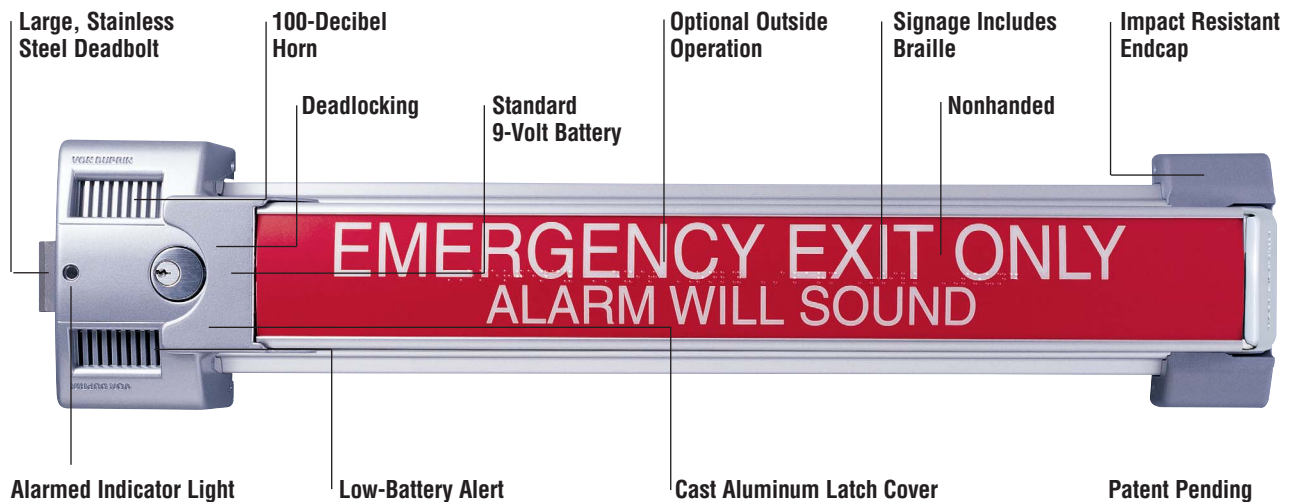 Large, Stainless
Steel Deadbolt
100-Decibel
Horn
Optional Outside
Operation
Signage Includes
Braille
Impact Resistant
Endcap
Deadlocking
Standard
9-Volt Battery
Nonhanded
VON DUPRIN
EMERGENCY EXIT ONLY
ALARM WILL SOUND
VON DUPRIN
Alarmed Indicator Light
Low-Battery Alert
Cast Aluminum Latch Cover
Patent Pending